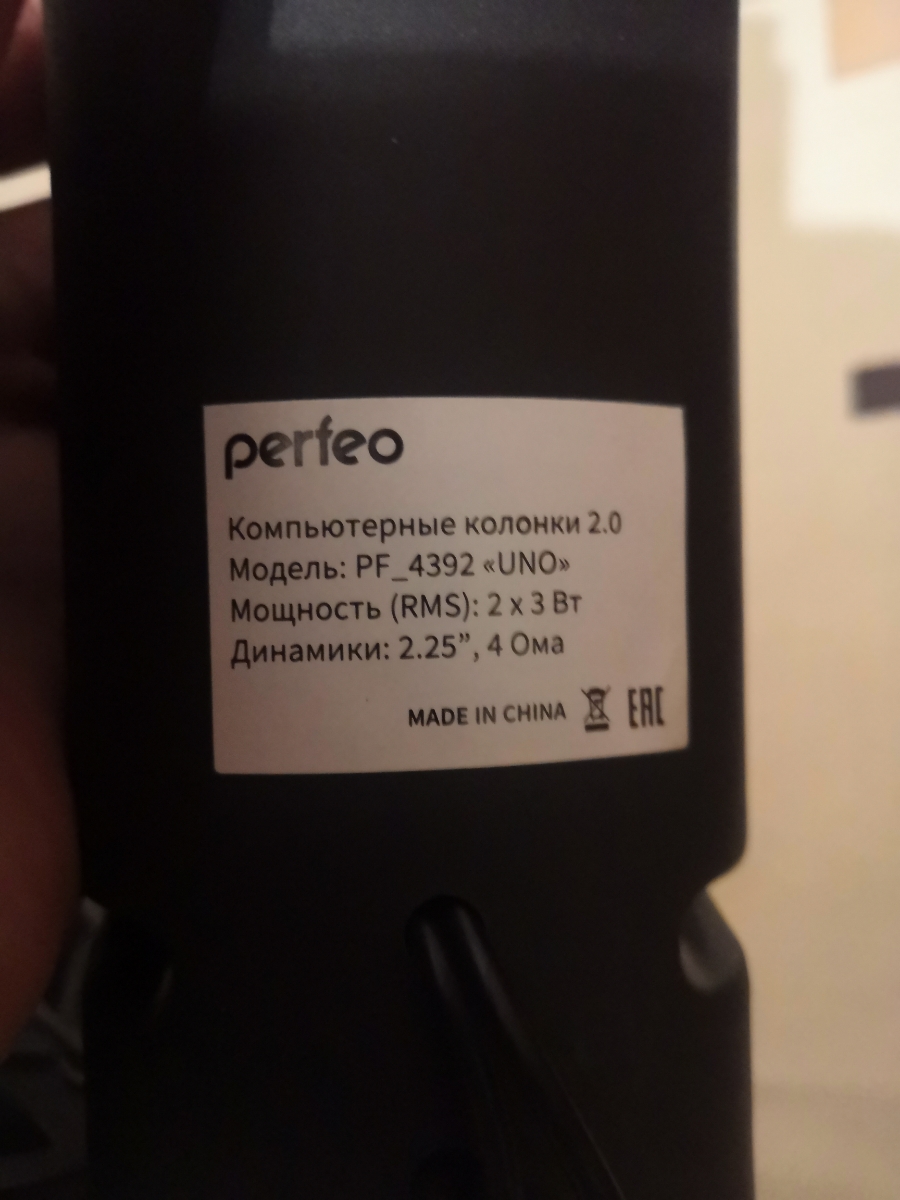 perfeo
Компьютерные колонки 2.0
Модель: PF_4392 «UNO»
Мощность (RMS): 2 x 3 Вт
Динамики: 2.25”, 4 Ома
MADE IN CHINA EAC